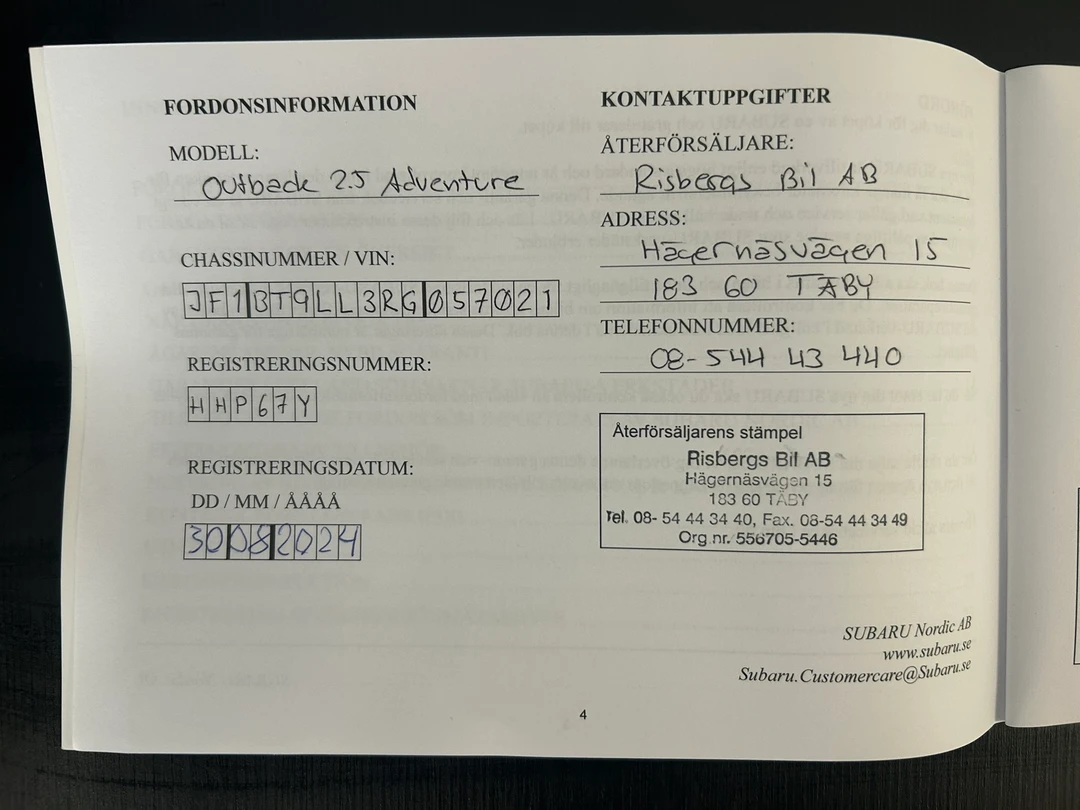 FORDONSINFORMATION
MODELL:
Outback 2.5 Adventure
CHASSINUMMER / VIN:
JF1BT9LL3RG057021
REGISTRERINGSNUMMER:
HHP67Y
REGISTRERINGSDATUM:
DD / MM / ÅÅÅÅ
30082024
KONTAKTUPPGIFTER
ÅTERFÖRSÄLJARE:
Risbergs Bil AB
ADRESS:
Hägernäsvägen 15
183 60 TÄBY
TELEFONNUMMER:
08-544 43 440
Återförsäljarens stämpel
Risbergs Bil AB
Hägernäsvägen 15
183 60 TÄBY
Tel. 08- 54 44 34 40, Fax. 08-54 44 34 49
Org.nr. 556705-5446
SUBARU Nordic AB
www.subaru.se
Subaru.Customercare@Subaru.se
4